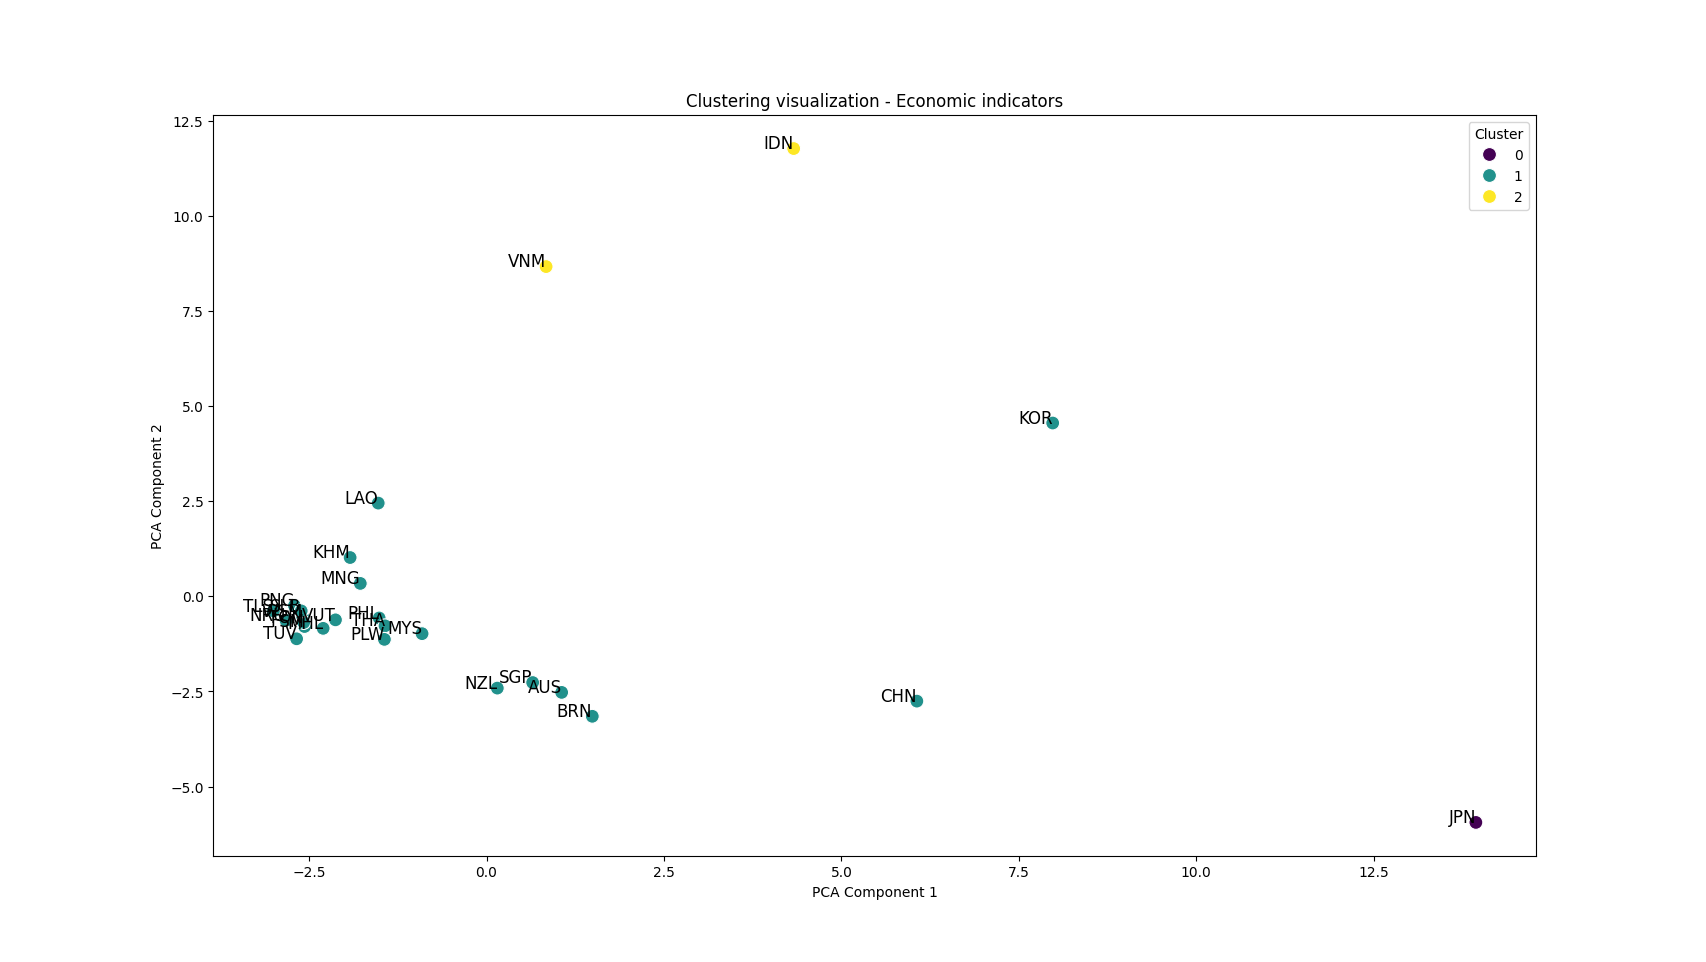 Clustering visualization - Economic indicators
12.5
10.0
7.5
5.0
2.5
0.0
−2.5
−5.0
PCA Component 2
IDN
VNM
KOR
LAO
KHM
MNG
PNG
VUT
TUV
PHL
THA
PLW
MYS
NZL
SGP
AUS
BRN
CHN
JPN
Cluster
0
1
2
−2.5
0.0
2.5
5.0
7.5
10.0
12.5
PCA Component 1